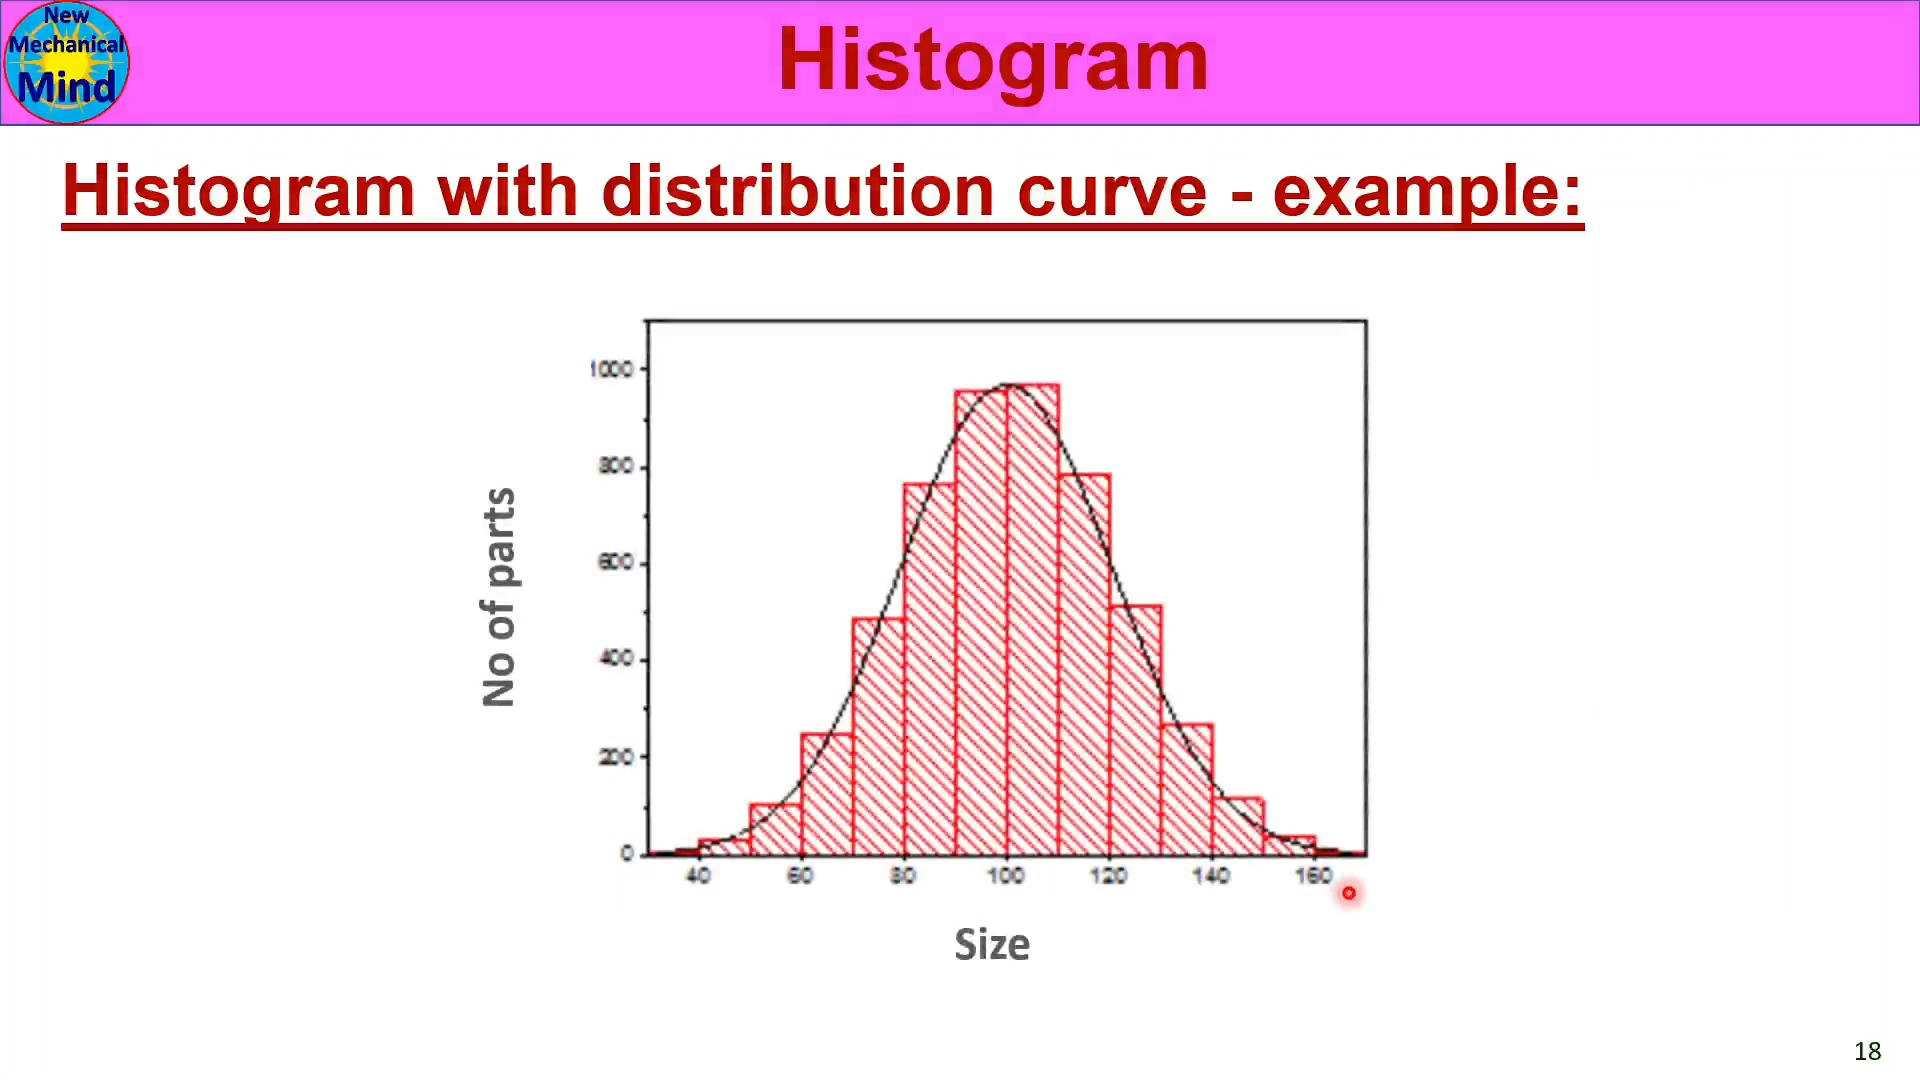 New
Mechanical
Mind
Histogram
Histogram with distribution curve - example:
1000
800
600
400
200
0
No of parts
40 60 80 100 120 140 160
Size
18